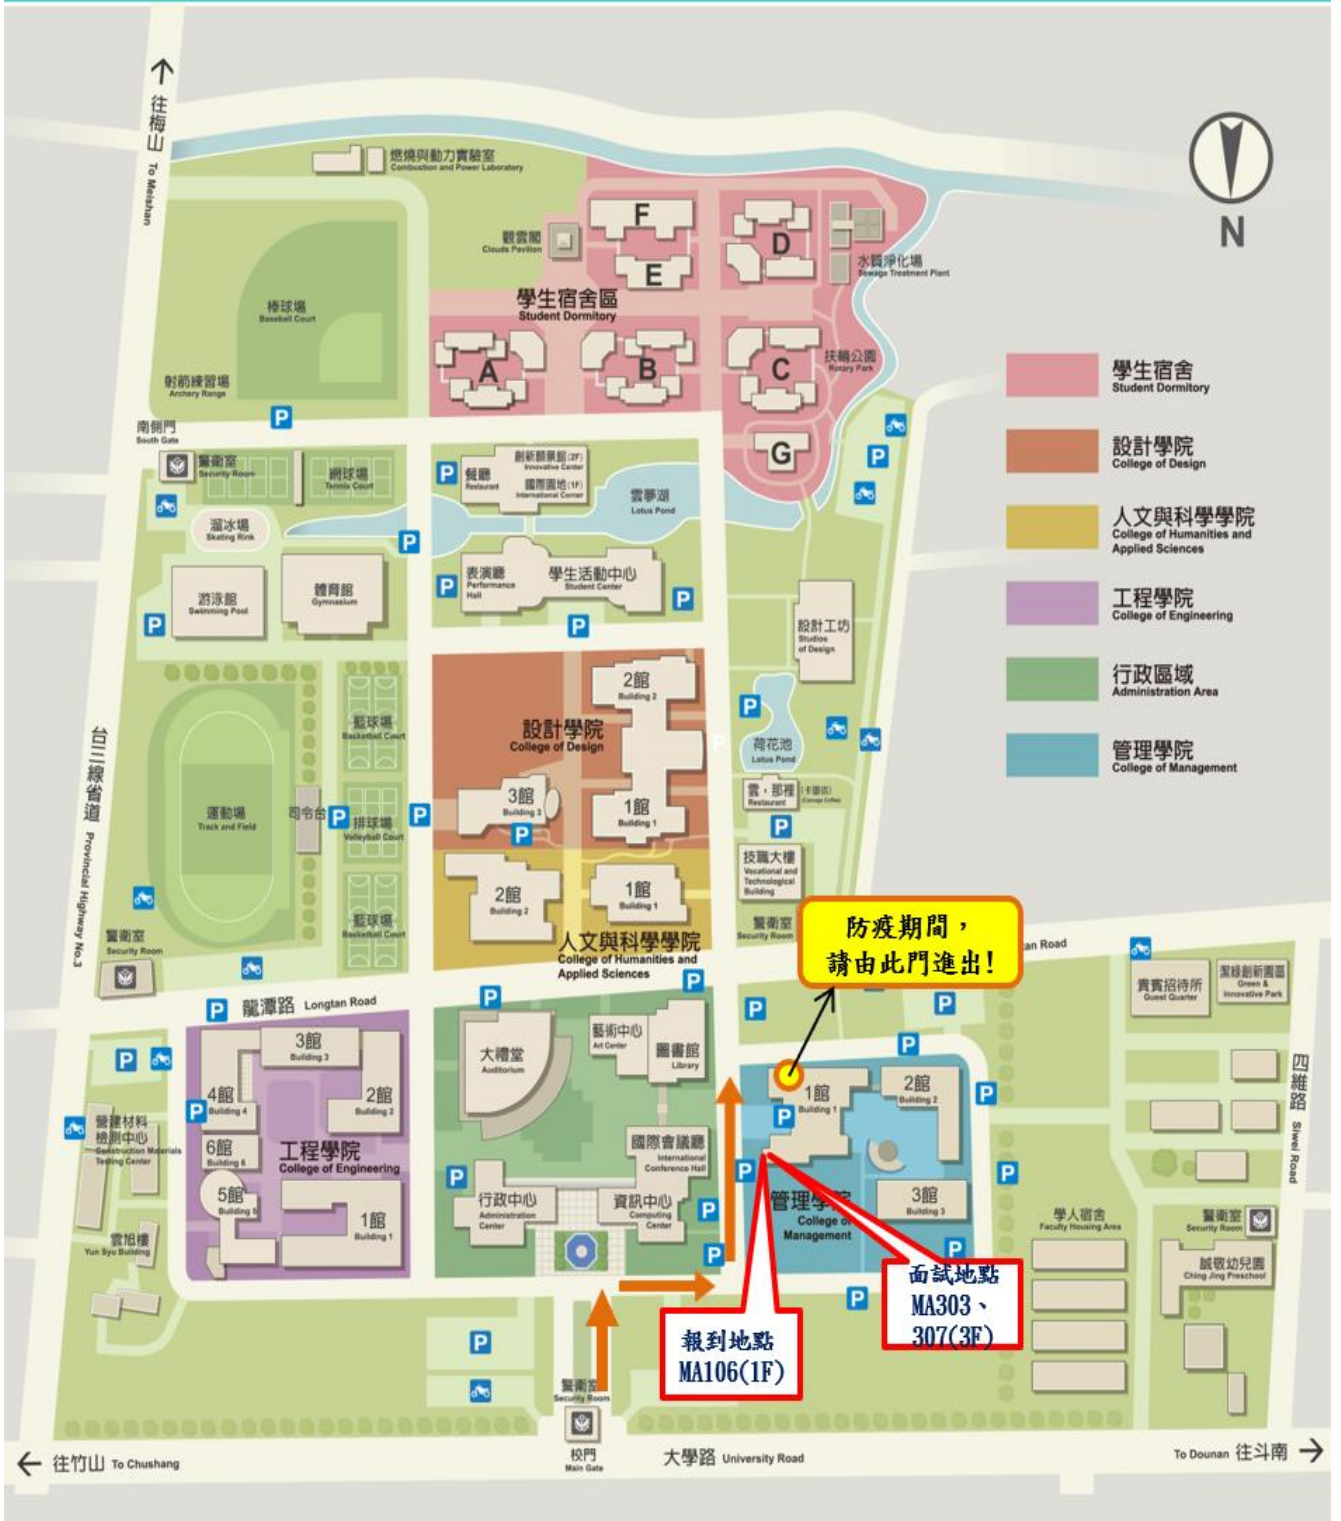 往梅山 To Meishan
燃燒與動力實驗室
Combustion and Power Laboratory
N
觀雲閣
Clouds Pavilion
F
E
D
水質淨化場
Sewage Treatment Plant
學生宿舍區
Student Dormitory
棒球場
Baseball Court
A
B
C
扶輪公園
Rotary Park
射箭練習場
Archery Range
P
南側門
South Gate
警衛室
Security Room
網球場
Tennis Court
P
餐廳
Restaurant
創新願景館(2F)
Innovative Center
國際園地(1F)
International Corner
雲夢湖
Lotus Pond
G
P
溜冰場
Skating Rink
P
游泳館
Swimming Pool
體育館
Gymnasium
P
P
表演廳
Performance
Hall
學生活動中心
Student Center
P
P
設計工坊
Studios
of Design
學生宿舍
Student Dormitory
設計學院
College of Design
人文與科學學院
College of Humanities and
Applied Sciences
工程學院
College of Engineering
行政區域
Administration Area
管理學院
College of Management
2館
Building 2
設計學院
College of Design
3館
Building 3
P
1館
Building 1
P
P
荷花池
Lotus Pond
雲，那裡
Restaurant
P
技職大樓
Vocational and
Technological
Building
警衛室
Security Room
籃球場
Basketball Court
運動場
Track and Field
司令台
P
排球場
Volleyball Court
P
籃球場
Basketball Court
台三線省道 Provincial Highway No.3
警衛室
Security Room
2館
Building 2
1館
Building 1
人文與科學學院
College of Humanities and
Applied Sciences
防疫期間，
請由此門進出!
tan Road
貴賓招待所
Guest Quarter
潔綠創新園區
Green &
Innovative Park
P
龍潭路 Longtan Road
P
P
P
P
P
3館
Building 3
4館
Building 4
2館
Building 2
P
6館
Building 6
工程學院
College of Engineering
5館
Building 5
1館
Building 1
P
營建材料
檢測中心
Construction Materials
Testing Center
雲旭樓
Yun Syu Building
大禮堂
Auditorium
藝術中心
Art Center
圖書館
Library
國際會議廳
International
Conference Hall
P
行政中心
Administration
Center
資訊中心
Computing
Center
P
P
1館
Building 1
P
2館
Building 2
P
P
P
3館
Building 3
管理學院
College of
Management
P
P
四維路 Siwei Road
學人宿舍
Faculty Housing Area
警衛室
Security Room
誠敬幼兒園
Ching Jing Preschool
面試地點
MA303、
307(3F)
P
報到地點
MA106(1F)
P
警衛室
Security Room
校門
Main Gate
往竹山 To Chushang
大學路 University Road
To Dounan 往斗南